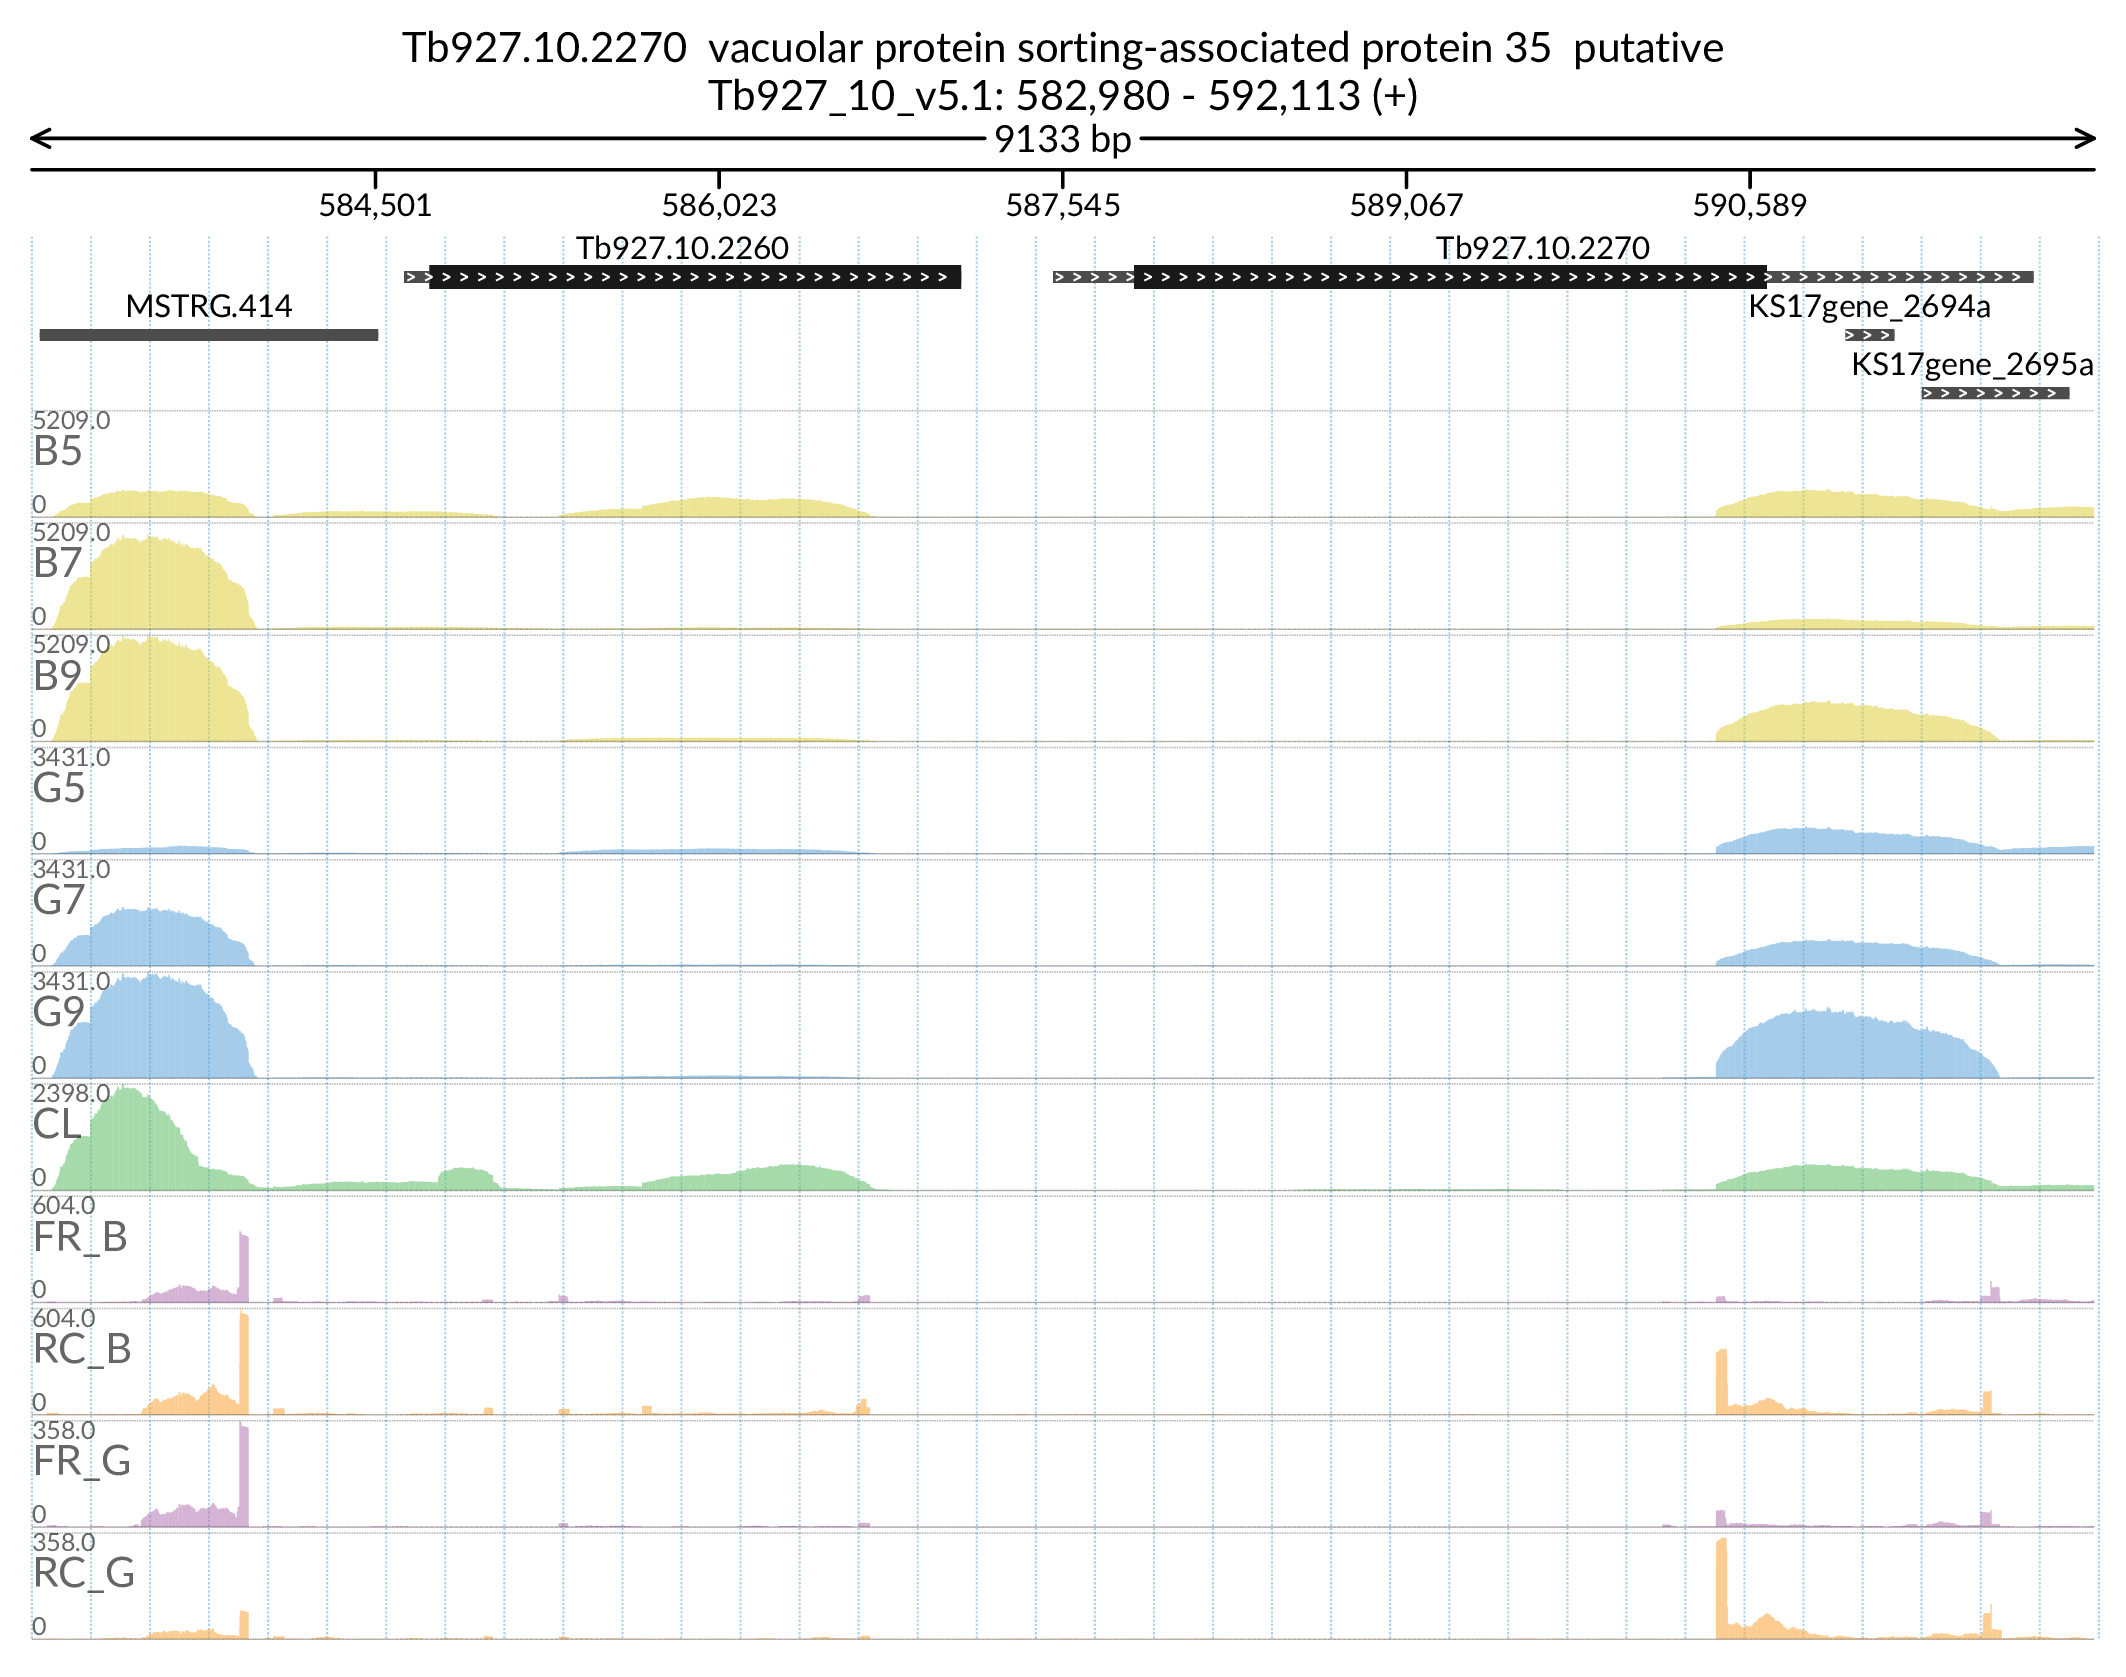 Tb927.10.2270  vacuolar protein sorting-associated protein 35  putative
Tb927_10_v5.1: 582,980 - 592,113 (+)
9133 bp
584,501 586,023 587,545 589,067 590,589
Tb927.10.2260 Tb927.10.2270
MSTRG.414 KS17gene_2694a
KS17gene_2695a
5209.0
B5
0
5209.0
B7
0
5209.0
B9
0
3431.0
G5
0
3431.0
G7
0
3431.0
G9
0
2398.0
CL
0
604.0
FR_B
0
604.0
RC_B
0
358.0
FR_G
0
358.0
RC_G
0